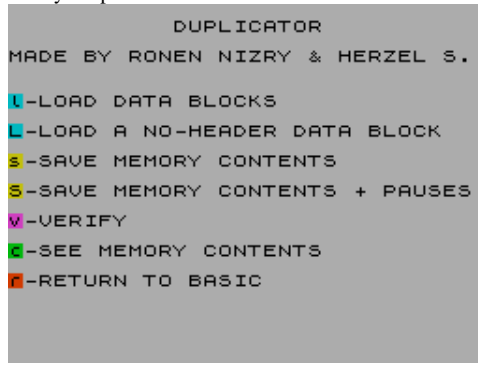 DUPLICATOR
MADE BY RONEN NIZRY & HERZEL S.
l-LOAD DATA BLOCKS
L-LOAD A NO-HEADER DATA BLOCK
s-SAVE MEMORY CONTENTS
S-SAVE MEMORY CONTENTS + PAUSES
v-VERIFY
c-SEE MEMORY CONTENTS
r-RETURN TO BASIC